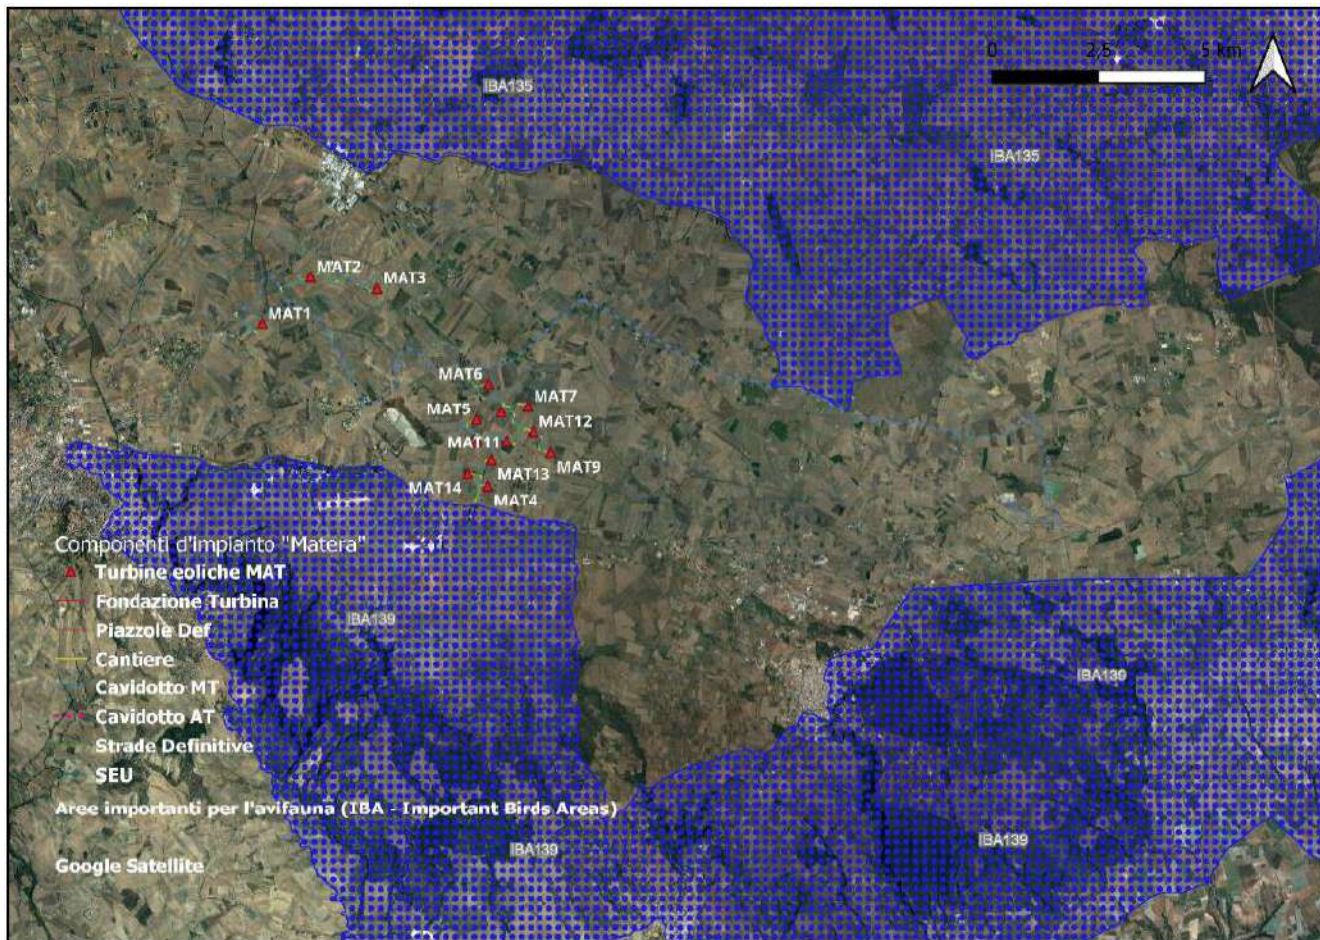 0 2,5 5 km
IBA135
IBA135
MAT2
MAT3
MAT1
MAT6
MAT7
MAT5
MAT12
MAT11
MAT9
MAT13
MAT14
MAT4
Componenti d'Impianto "Matera"
Turbine eoliche MAT
Fondazione Turbina
IBA139
Piazzole Def
Cantiere
IBA139
Cavidotto MT
Cavidotto AT
Strade Definitive
SEU
Aree importanti per l'avifauna (IBA - Important Birds Areas)
IBA139
IBA139
Google Satellite